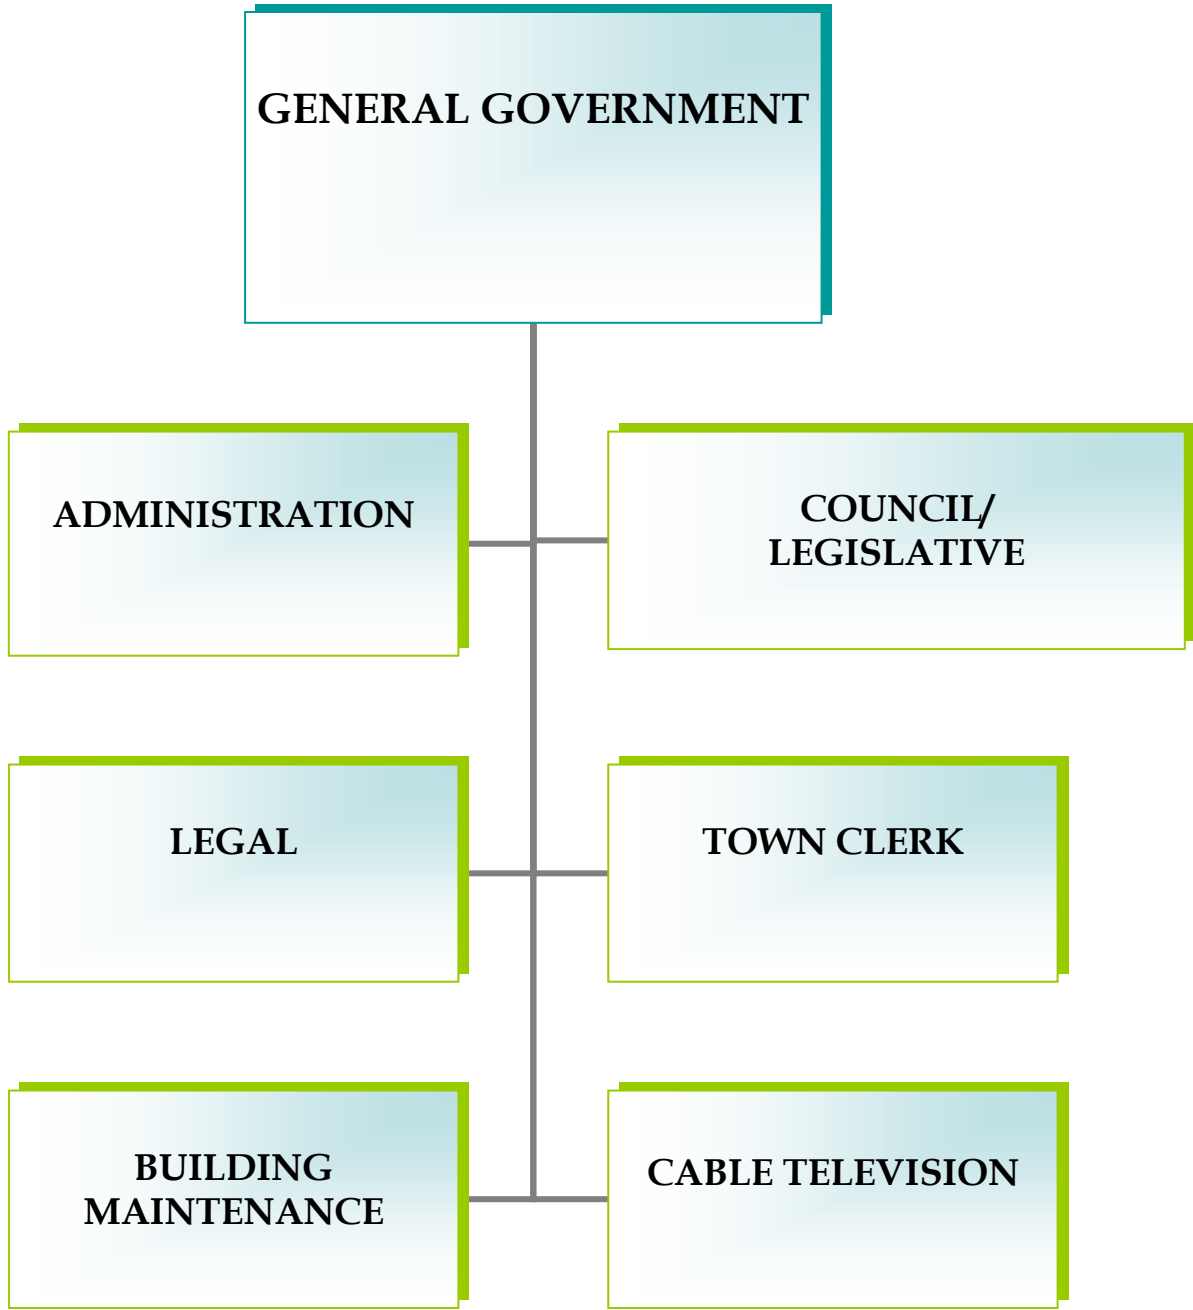 GENERAL GOVERNMENT
ADMINISTRATION
COUNCIL/
LEGISLATIVE
LEGAL
TOWN CLERK
BUILDING
MAINTENANCE
CABLE TELEVISION